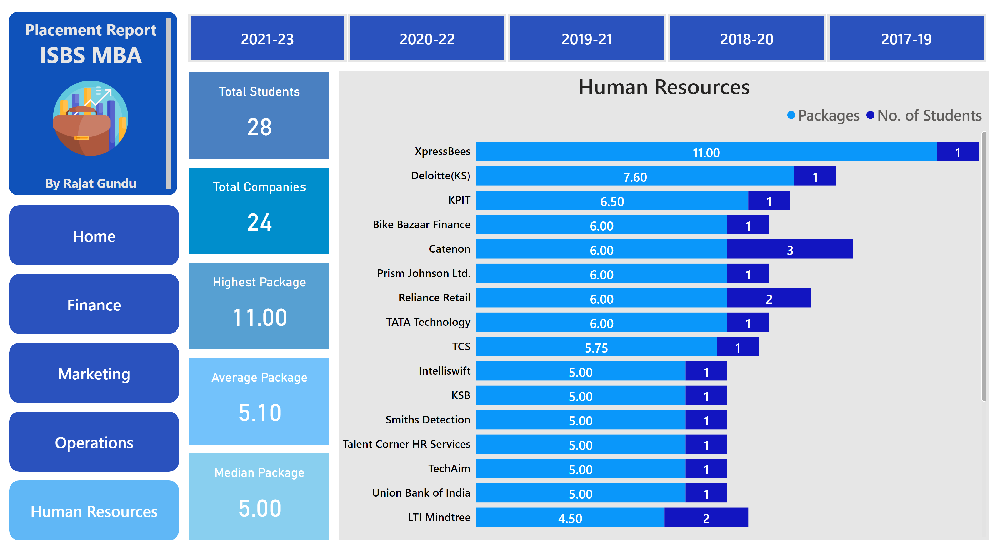 Placement Report
ISBS MBA
By Rajat Gundu
Home
Finance
Marketing
Operations
Human Resources
2021-23
2020-22
2019-21
2018-20
2017-19
Total Students
28
Total Companies
24
Highest Package
11.00
Average Package
5.10
Median Package
5.00
Human Resources
Packages No. of Students
XpressBees 11.00 1
Deloitte(KS) 7.60 1
KPIT 6.50 1
Bike Bazaar Finance 6.00 1
Catenon 6.00 3
Prism Johnson Ltd. 6.00 1
Reliance Retail 6.00 2
TATA Technology 6.00 1
TCS 5.75 1
Intelliswift 5.00 1
KSB 5.00 1
Smiths Detection 5.00 1
Talent Corner HR Services 5.00 1
TechAim 5.00 1
Union Bank of India 5.00 1
LTI Mindtree 4.50 2